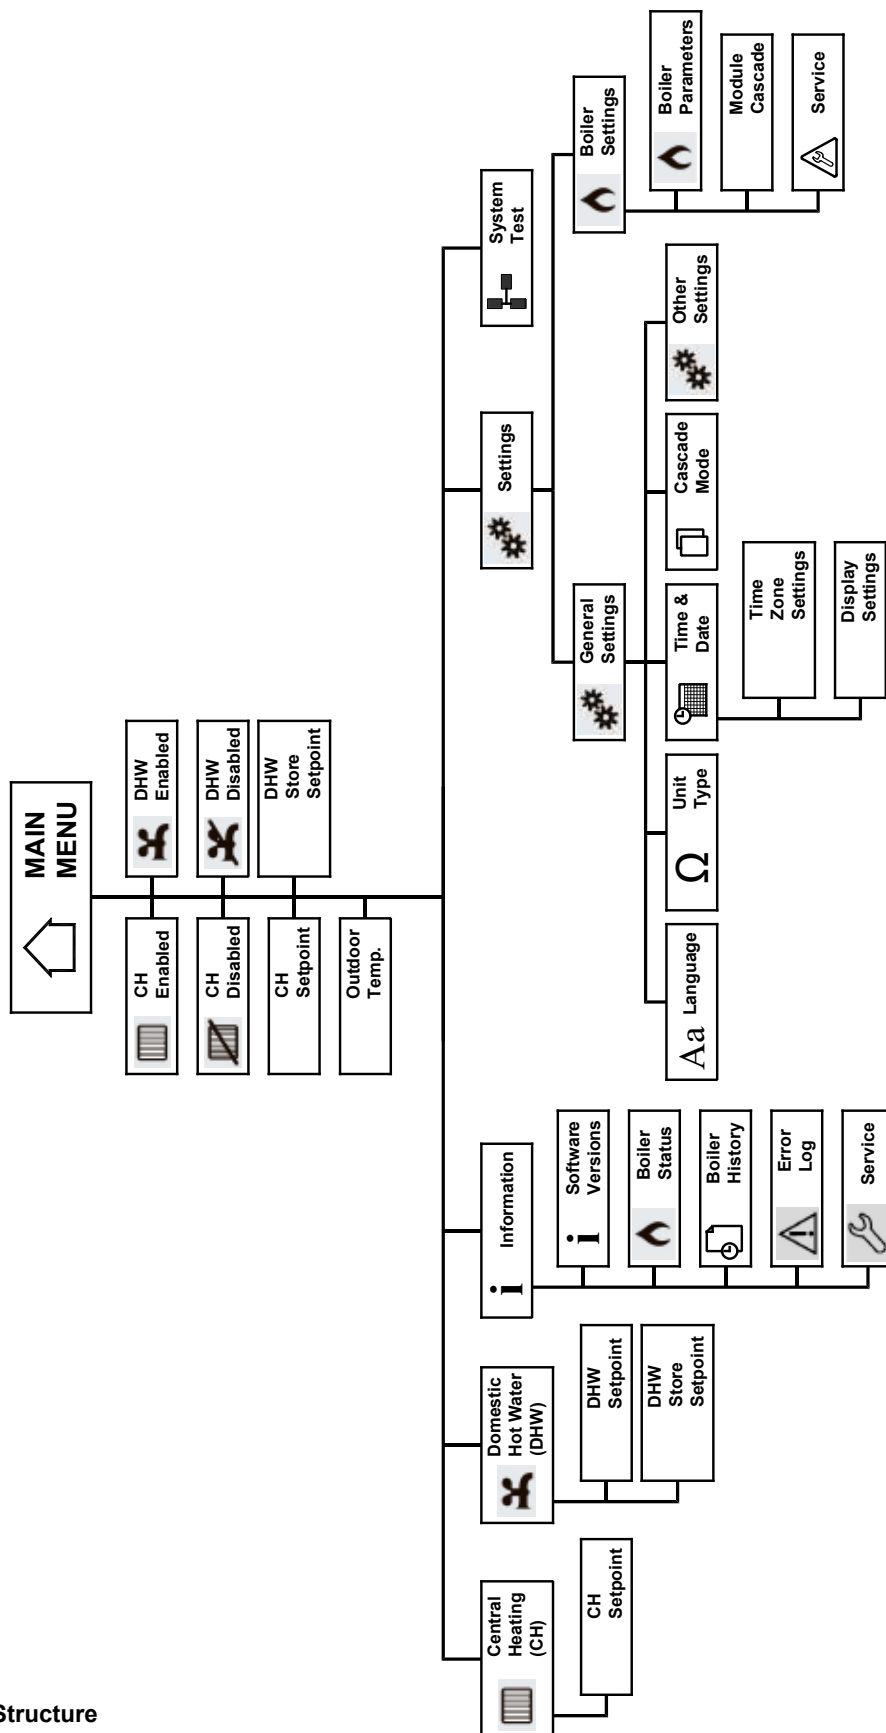 Structure
MAIN
MENU
CH
Enabled
DHW
Enabled
CH
Disabled
DHW
Disabled
CH
Setpoint
DHW
Store
Setpoint
Outdoor
Temp.
Central
Heating
(CH)
CH
Setpoint
Domestic
Hot Water
(DHW)
DHW
Setpoint
DHW
Store
Setpoint
i Information
i Software
Versions
Boiler
Status
Boiler
History
Error
Log
Service
Settings
General
Settings
Aa Language
Ω Unit
Type
Time &
Date
Time
Zone
Settings
Display
Settings
Cascade
Mode
Other
Settings
Boiler
Settings
Boiler
Parameters
Module
Cascade
Service
System
Test